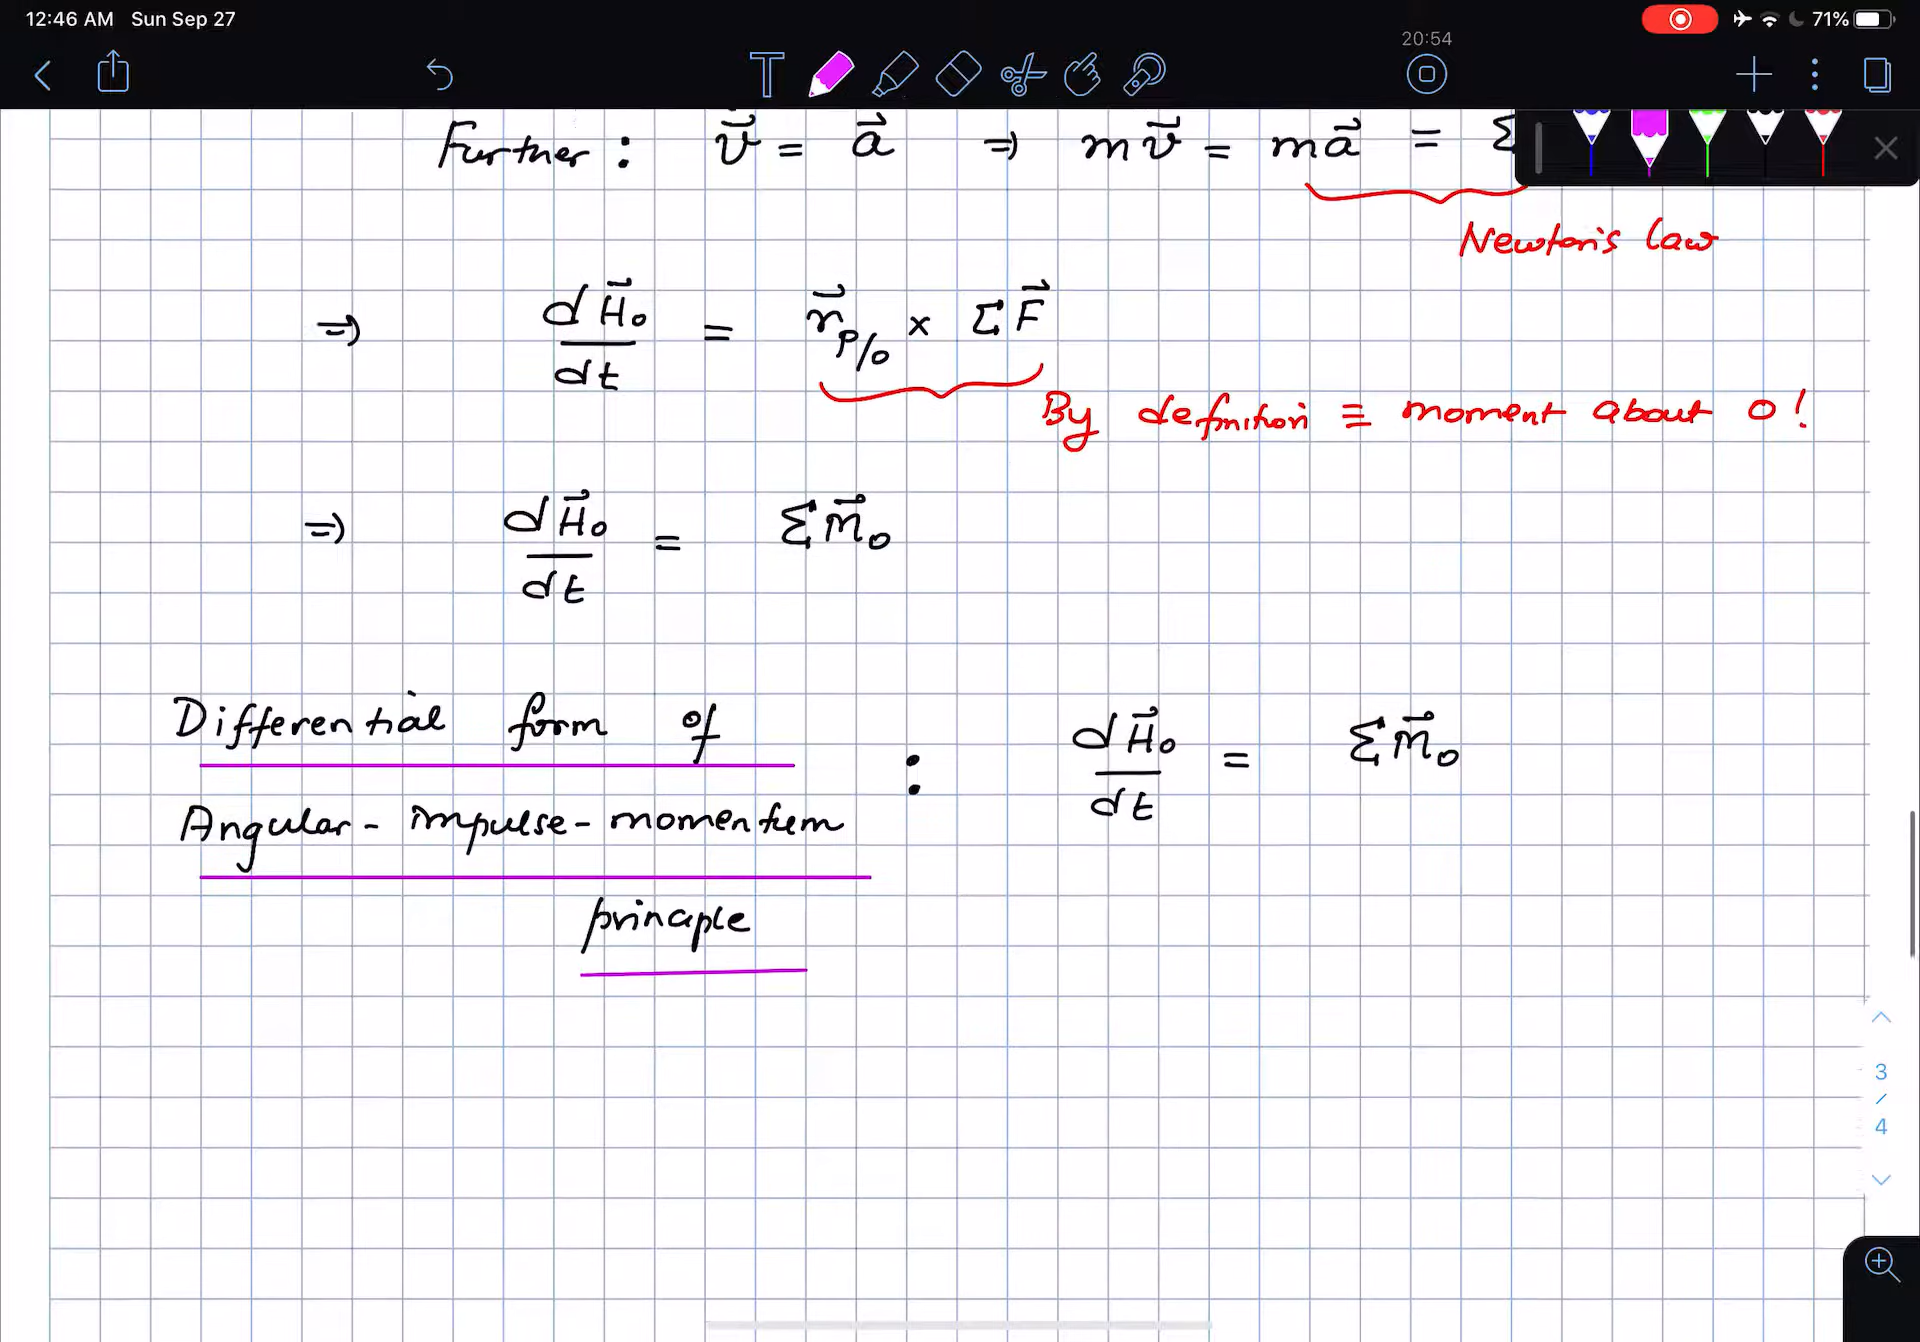 12:46 AM Sun Sep 27
71%
20:54
Further : v⃗ = a⃗ ⇒ mv⃗ = ma⃗ = Σ
Newton's law
⇒ dH⃗o/dt = r⃗P/o × ΣF⃗
By definition ≡ moment about o!
⇒ dH⃗o/dt = ΣM⃗o
Differential form of
Angular-impulse-momentum : dH⃗o/dt = ΣM⃗o
principle
3
/
4